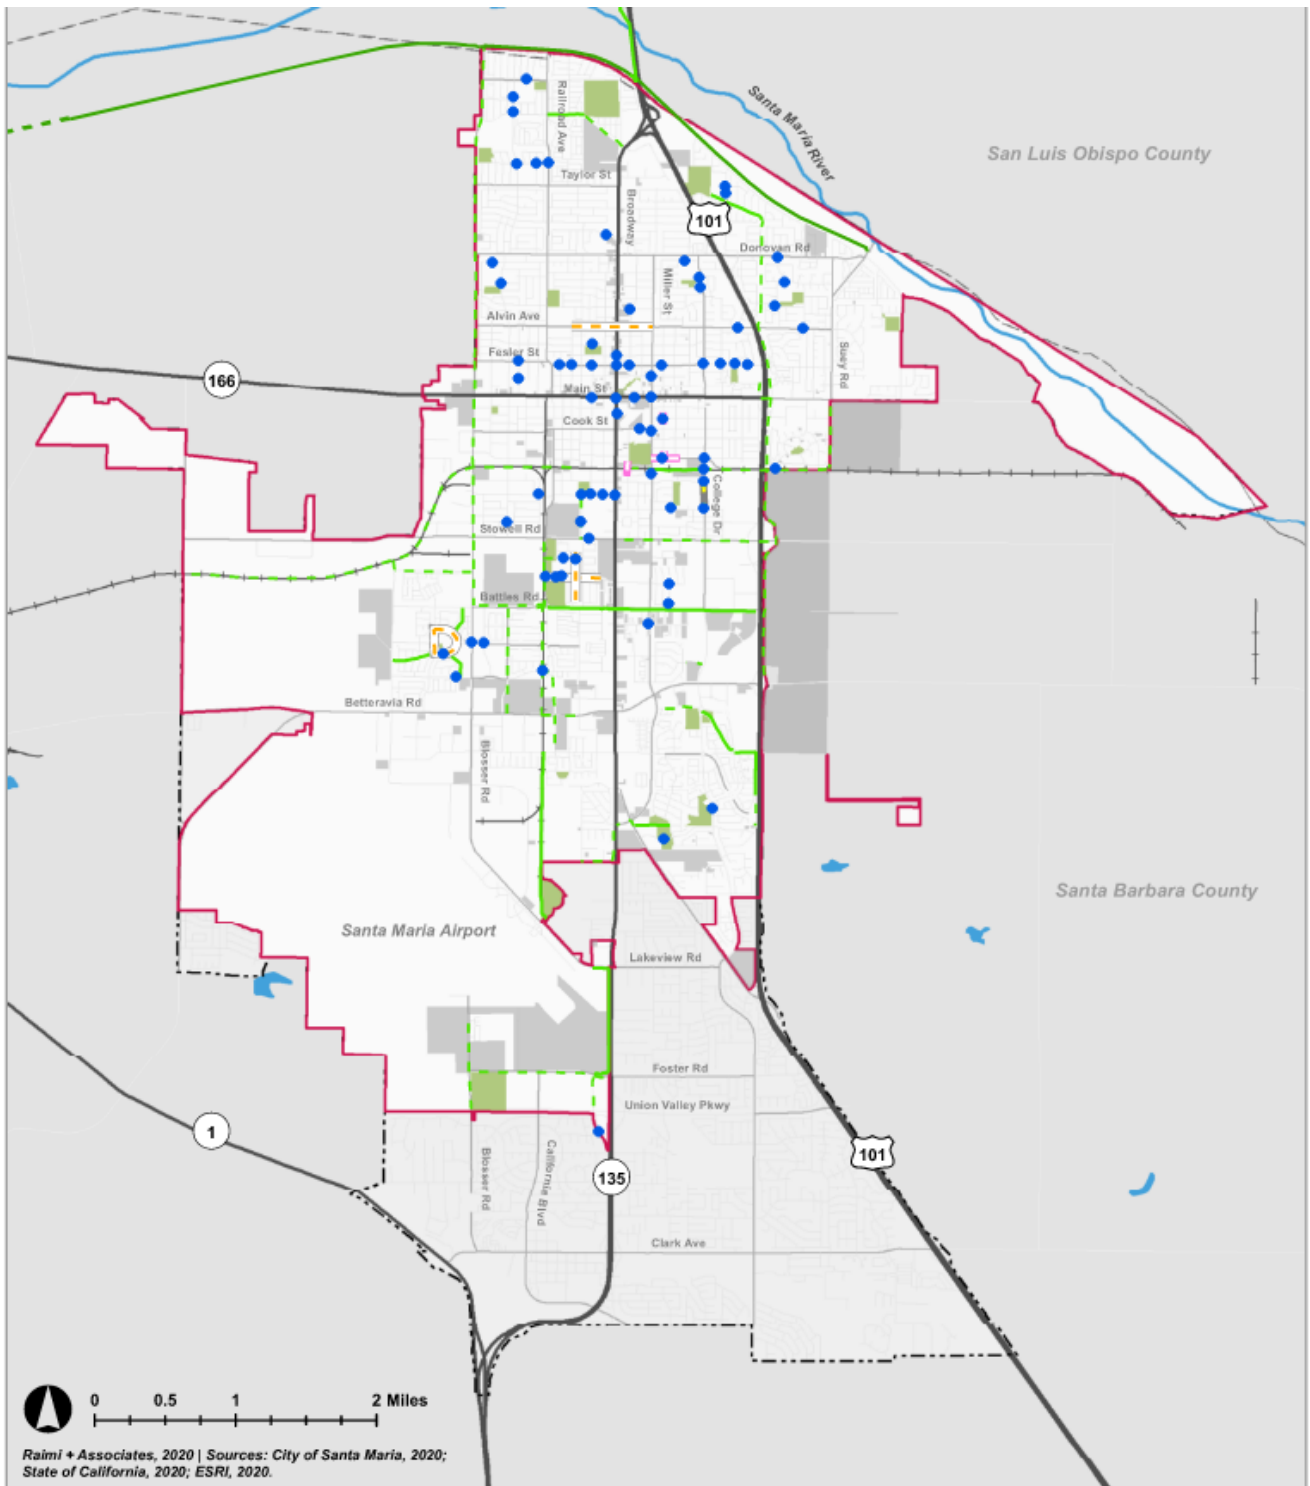 Santa Maria River
San Luis Obispo County
Railroad Ave
Taylor St
Broadway
101
Donovan Rd
Miller St
Alvin Ave
Fesler St
Suey Rd
166
Main St
Cook St
College Dr
Stowell Rd
Battles Rd
Betteravia Rd
Blosser Rd
Santa Barbara County
Santa Maria Airport
Lakeview Rd
Foster Rd
Union Valley Pkwy
1
101
135
Blosser Rd
California Blvd
Clark Ave
0 0.5 1 2 Miles
Raimi + Associates, 2020 | Sources: City of Santa Maria, 2020;
State of California, 2020; ESRI, 2020.